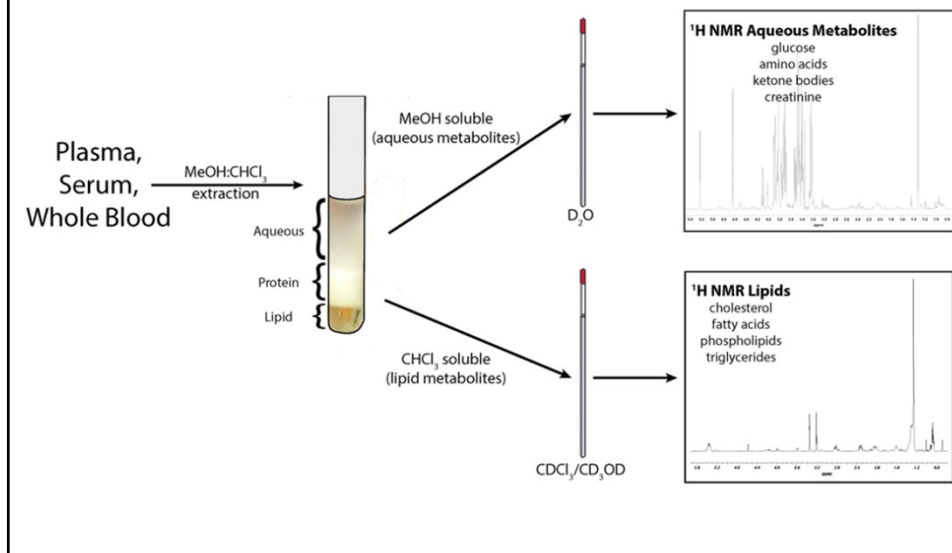 Plasma,
Serum,
Whole Blood
MeOH:CHCl₃
extraction
Aqueous
Protein
Lipid
MeOH soluble
(aqueous metabolites)
D₂O
¹H NMR Aqueous Metabolites
glucose
amino acids
ketone bodies
creatinine
CHCl₃ soluble
(lipid metabolites)
CDCl₃/CD₃OD
¹H NMR Lipids
cholesterol
fatty acids
phospholipids
triglycerides